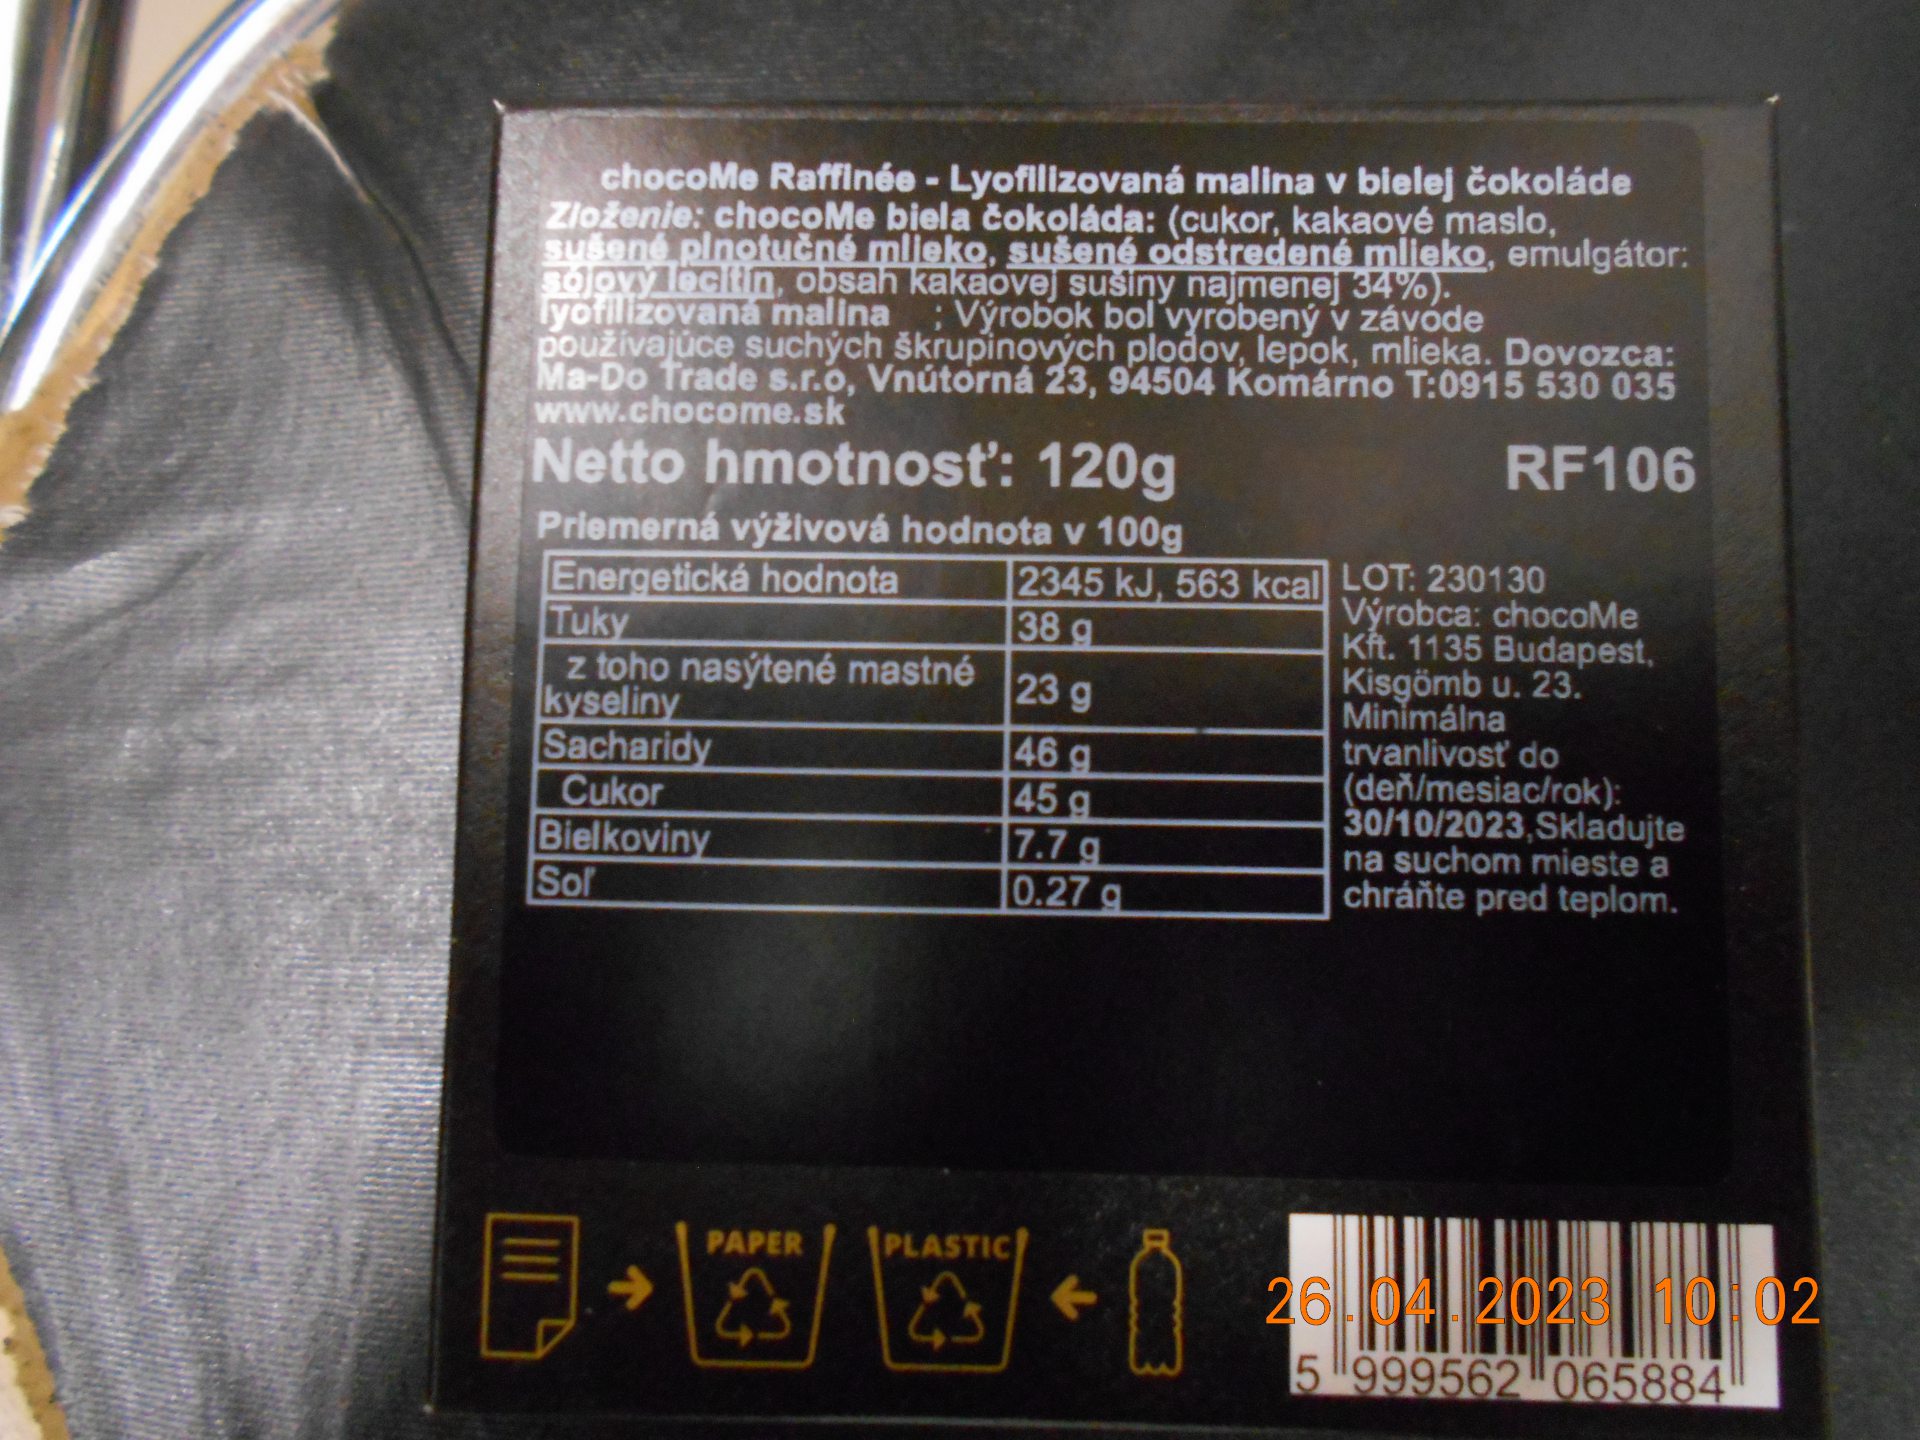 chocoMe Raffinée - Lyofilizovaná malina v bielej čokoláde
Zloženie: chocoMe biela čokoláda: (cukor, kakaové maslo,
sušené plnotučné mlieko, sušené odstredené mlieko, emulgátor:
sójový lecitín, obsah kakaovej sušiny najmenej 34%).
lyofilizovaná malina ; Výrobok bol vyrobený v závode
používajúce suchých škrupinových plodov, lepok, mlieka. Dovozca:
Ma-Do Trade s.r.o, Vnútorná 23, 94504 Komárno T:0915 530 035
www.chocome.sk
Netto hmotnosť: 120g RF106
Priemerná výživová hodnota v 100g
Energetická hodnota 2345 kJ, 563 kcal
Tuky 38 g
z toho nasýtené mastné
kyseliny 23 g
Sacharidy 46 g
Cukor 45 g
Bielkoviny 7.7 g
Soľ 0.27 g
LOT: 230130
Výrobca: chocoMe
Kft. 1135 Budapest,
Kisgömb u. 23.
Minimálna
trvanlivosť do
(deň/mesiac/rok):
30/10/2023,Skladujte
na suchom mieste a
chráňte pred teplom.
PAPER PLASTIC
26.04.2023 10:02
5 999562 065884